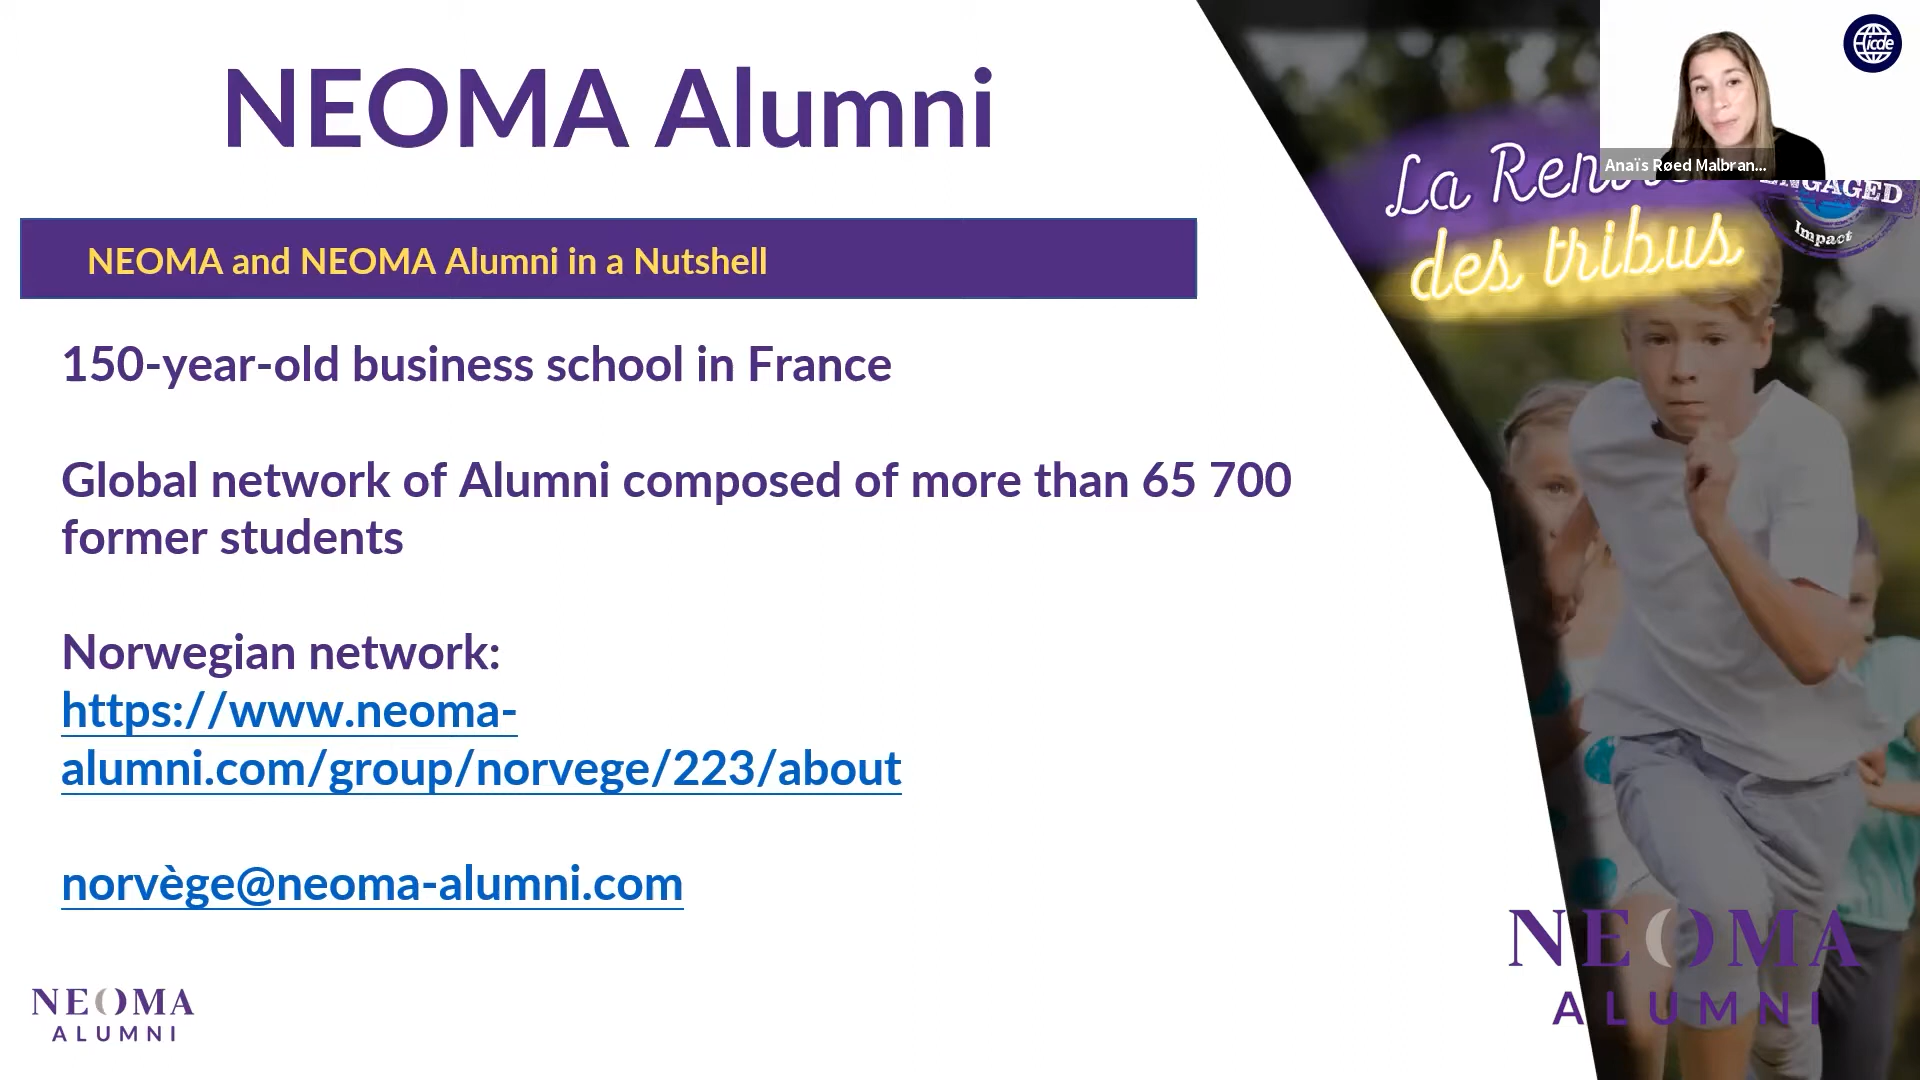 NEOMA Alumni
icde
Anaïs Røed Malbran...
La
des tribus
ENGAGED
Impact
NEOMA and NEOMA Alumni in a Nutshell
150-year-old business school in France
Global network of Alumni composed of more than 65 700
former students
Norwegian network:
https://www.neoma-
alumni.com/group/norvege/223/about
norvège@neoma-alumni.com
NEOMA
ALUMNI
NEOMA
ALUMNI